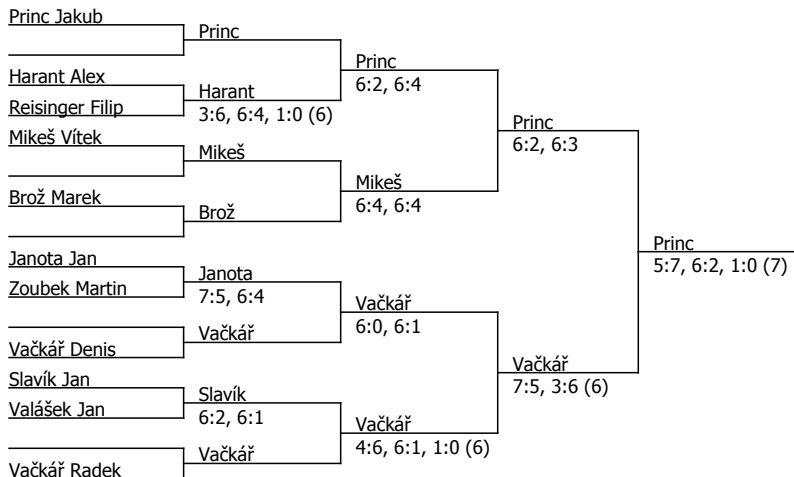 Princ Jakub
Princ
Harant Alex
Reisinger Filip
Harant
3:6, 6:4, 1:0 (6)
Princ
6:2, 6:4
Mikeš Vítek
Mikeš
Brož Marek
Brož
Mikeš
6:4, 6:4
Princ
6:2, 6:3
Janota Jan
Zoubek Martin
Janota
7:5, 6:4
Vačkář Denis
Vačkář
Vačkář
6:0, 6:1
Slavík Jan
Valášek Jan
Slavík
6:2, 6:1
Vačkář Radek
Vačkář
Vačkář
4:6, 6:1, 1:0 (6)
Vačkář
7:5, 3:6 (6)
Princ
5:7, 6:2, 1:0 (7)